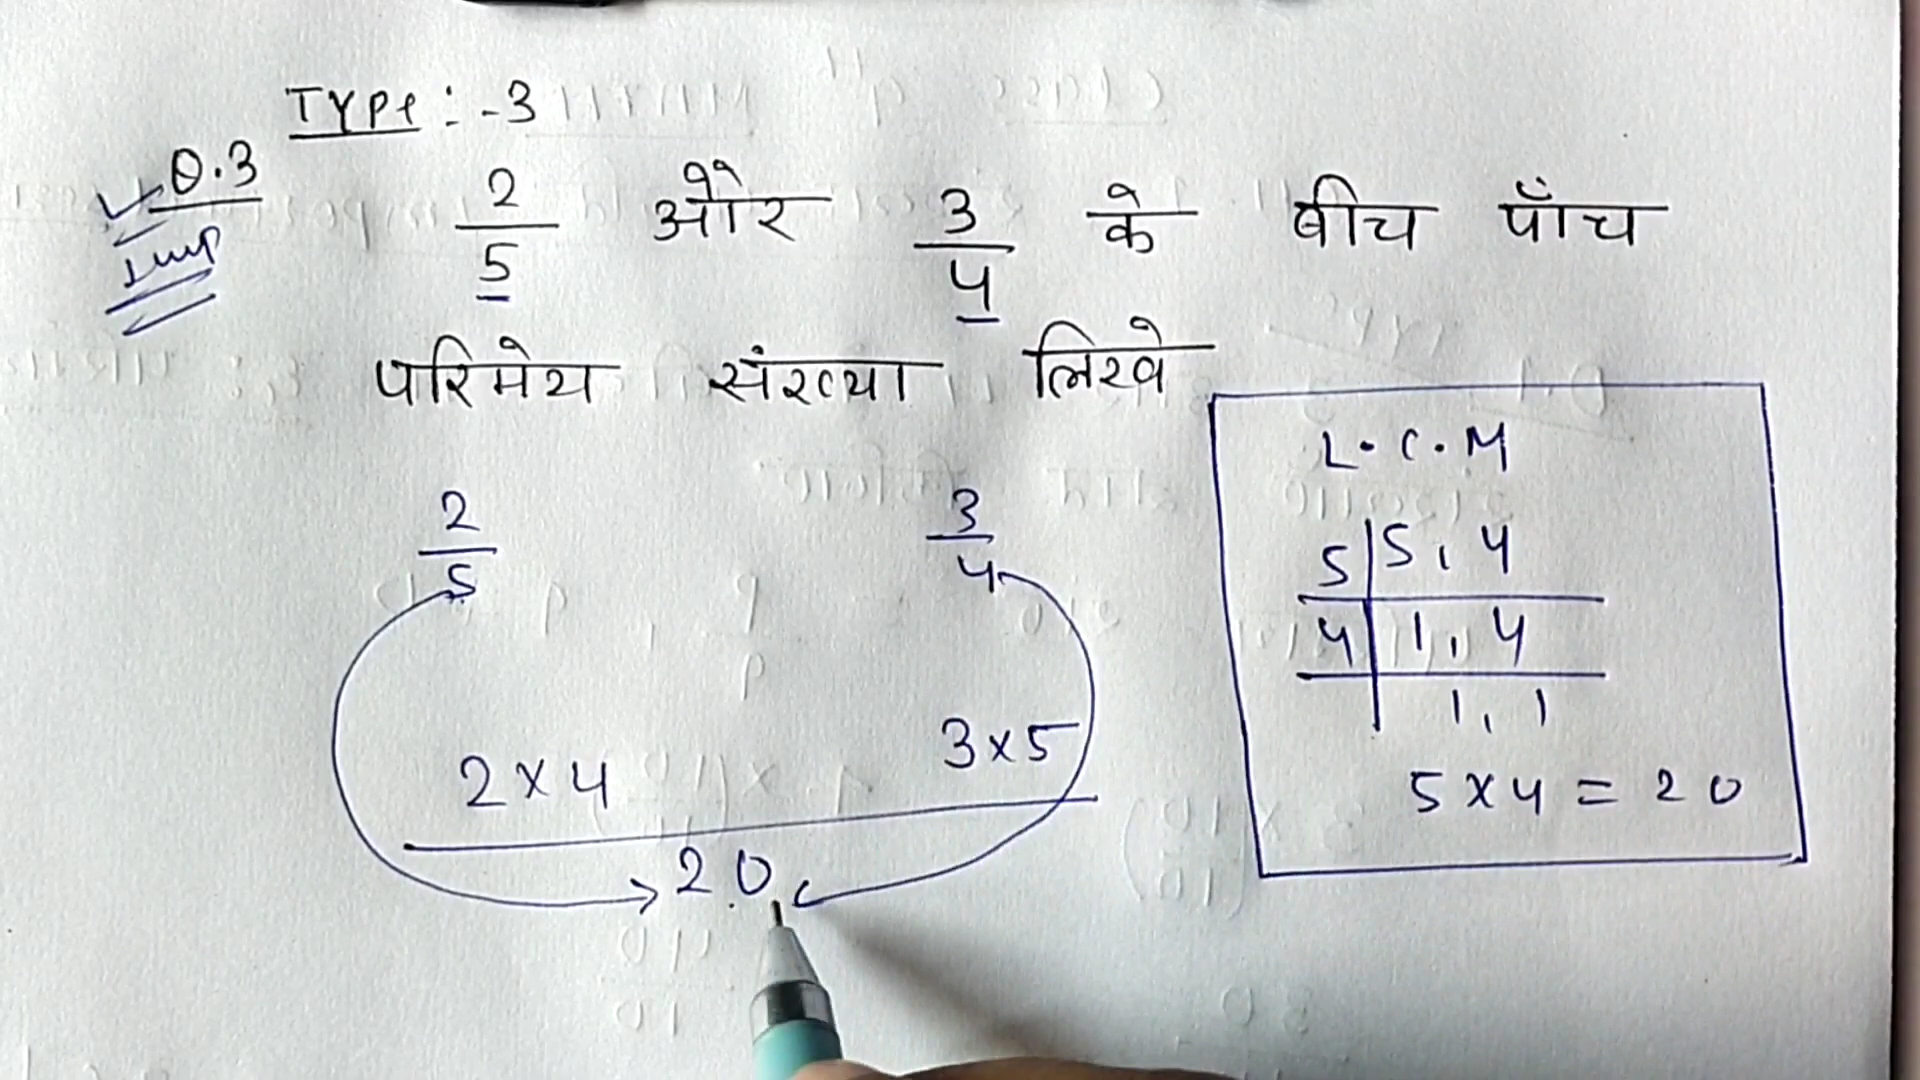 TYPE :- 3
Q.3 2/5 और 3/4 के बीच पाँच
Imp
परिमेय संख्या लिखे
2/5 3/4
2 × 4 3 × 5
20
L.C.M
5 | 5, 4
4 | 1, 4
1, 1
5 × 4 = 20